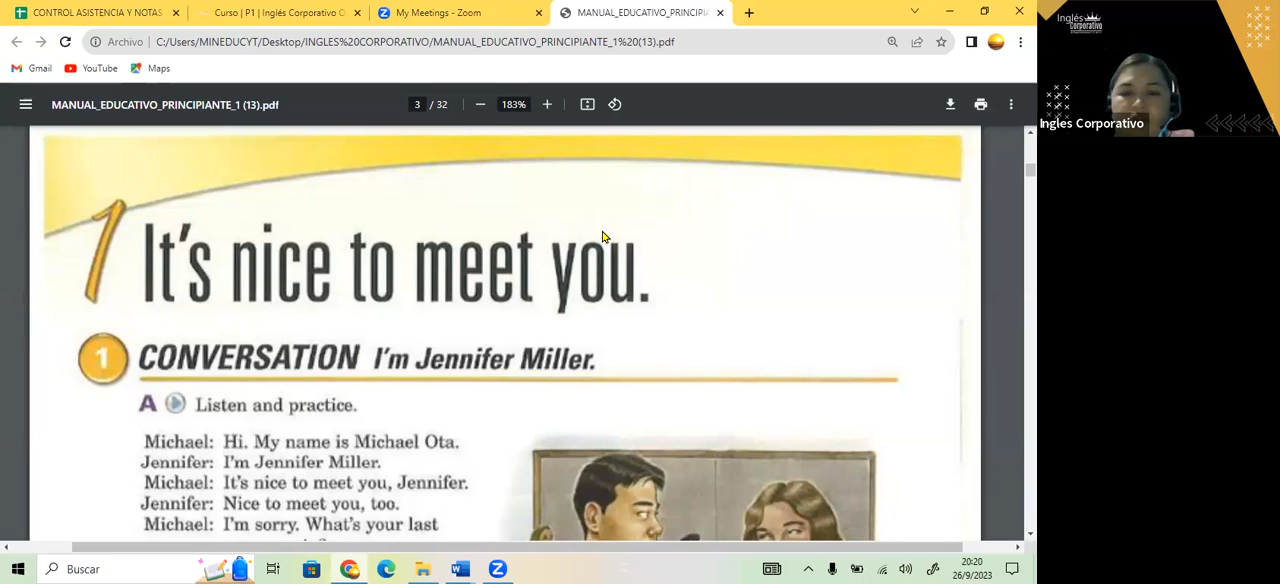 CONTROL ASISTENCIA Y NOTAS
Curso | P1 | Inglés Corporativo O
My Meetings - Zoom
MANUAL_EDUCATIVO_PRINCIPIA
Archivo
C:/Users/MINEDUCYT/Desktop/INGLES%20CORPORATIVO/MANUAL_EDUCATIVO_PRINCIPIANTE_1%20(13).pdf
Gmail
YouTube
Maps
MANUAL_EDUCATIVO_PRINCIPIANTE_1 (13).pdf
3 / 32
183%
1 It's nice to meet you.
1 CONVERSATION I'm Jennifer Miller.
A Listen and practice.
Michael: Hi. My name is Michael Ota.
Jennifer: I'm Jennifer Miller.
Michael: It's nice to meet you, Jennifer.
Jennifer: Nice to meet you, too.
Michael: I'm sorry. What's your last
Inglés
Corporativo
Ingles Corporativo
Buscar
20:20
26/9/2023